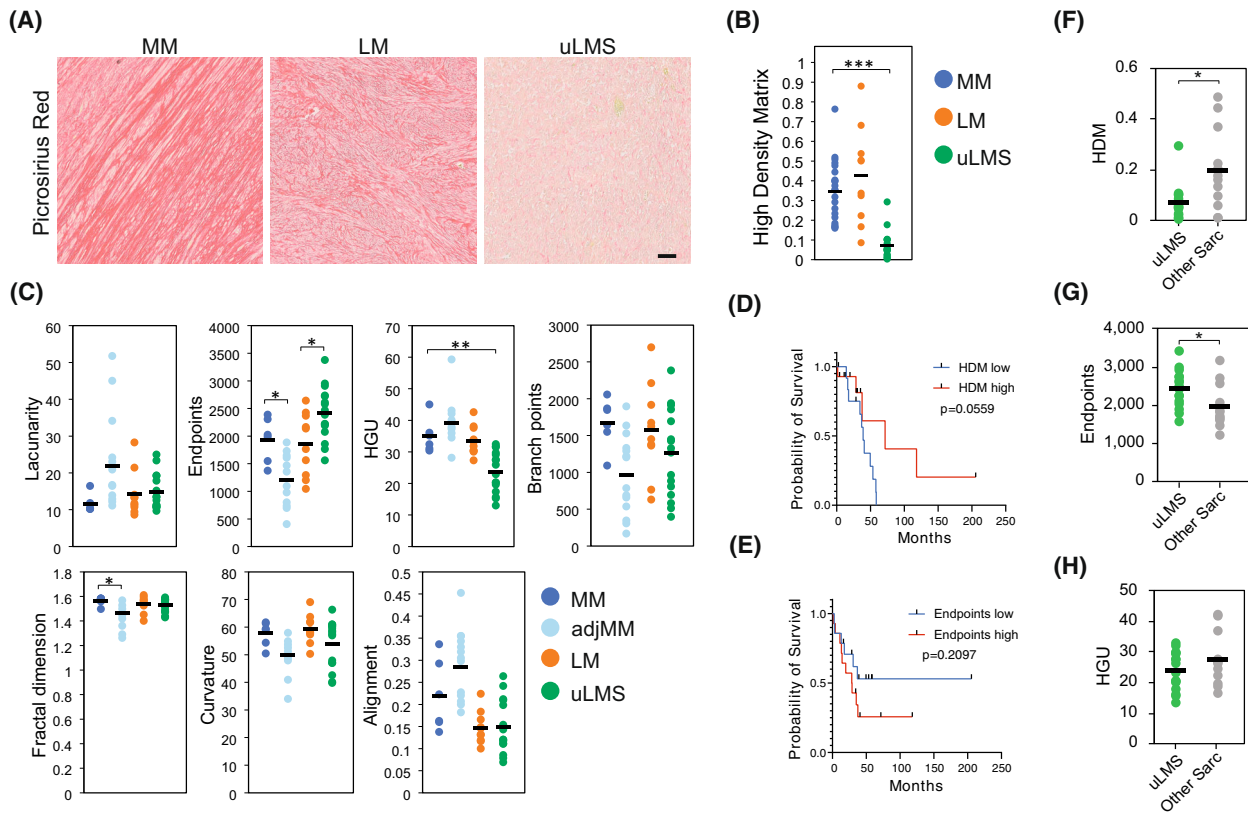 (A)
MM
LM
uLMS
Picrosirius Red
(B)
High Density Matrix
1
0.9
0.8
0.7
0.6
0.5
0.4
0.3
0.2
0.1
0
***
MM
LM
uLMS
(F)
HDM
0.6
0.4
0.2
0
*
uLMS
Other Sarc
(C)
Lacunarity
60
50
40
30
20
10
0
Endpoints
4000
3500
3000
2500
2000
1500
1000
500
0
*
*
HGU
70
60
50
40
30
20
10
0
**
Branch points
3000
2500
2000
1500
1000
500
0
Fractal dimension
1.8
1.6
1.4
1.2
1.0
0.8
0.6
0.4
0.2
0
*
Curvature
80
70
60
50
40
30
20
10
0
Alignment
0.5
0.45
0.4
0.35
0.3
0.25
0.2
0.15
0.1
0.05
0
MM
adjMM
LM
uLMS
(D)
Probability of Survival
1.0
0.5
0.0
HDM low
HDM high
p=0.0559
0 50 100 150 200 250
Months
(E)
Probability of Survival
1.0
0.5
0.0
Endpoints low
Endpoints high
p=0.2097
0 50 100 150 200 250
Months
(G)
Endpoints
4,000
3,000
2,000
1,000
0
*
uLMS
Other Sarc
(H)
HGU
50
40
30
20
10
0
uLMS
Other Sarc